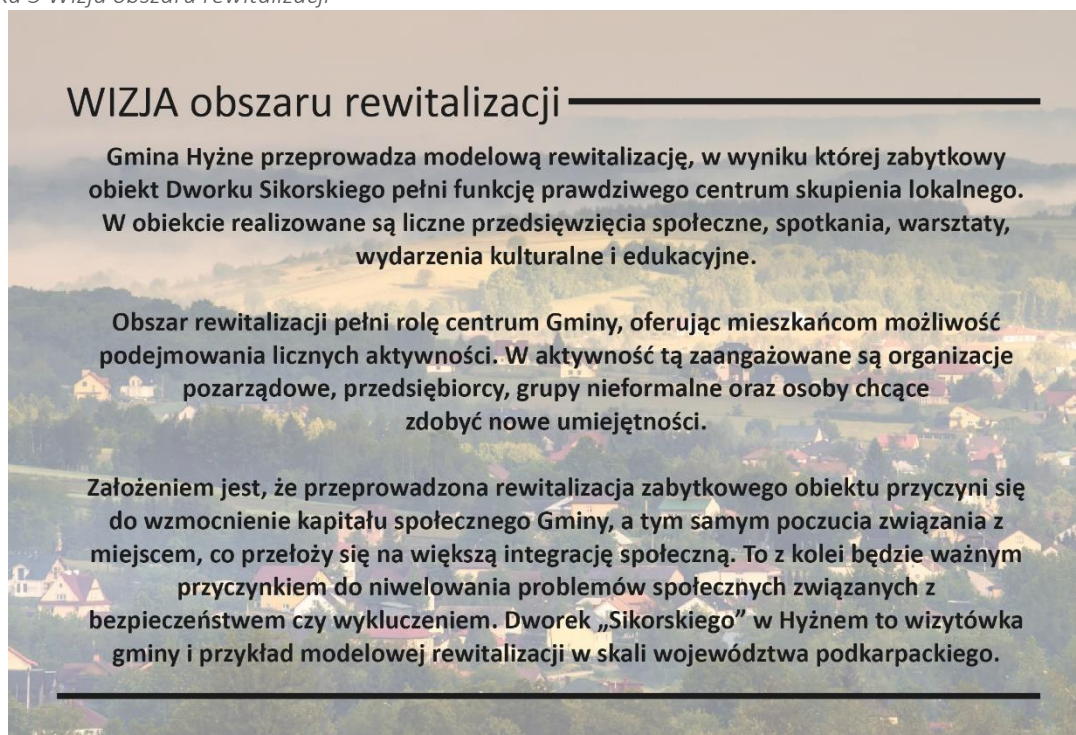 5 Wizja obszaru rewitalizacji
WIZJA obszaru rewitalizacji
Gmina Hyżne przeprowadza modelową rewitalizację, w wyniku której zabytkowy
obiekt Dworku Sikorskiego pełni funkcję prawdziwego centrum skupienia lokalnego.
W obiekcie realizowane są liczne przedsięwzięcia społeczne, spotkania, warsztaty,
wydarzenia kulturalne i edukacyjne.
Obszar rewitalizacji pełni rolę centrum Gminy, oferując mieszkańcom możliwość
podejmowania licznych aktywności. W aktywność tą zaangażowane są organizacje
pozarządowe, przedsiębiorcy, grupy nieformalne oraz osoby chcące
zdobyć nowe umiejętności.
Założeniem jest, że przeprowadzona rewitalizacja zabytkowego obiektu przyczyni się
do wzmocnienie kapitału społecznego Gminy, a tym samym poczucia związania z
miejscem, co przełoży się na większą integrację społeczną. To z kolei będzie ważnym
przyczynkiem do niwelowania problemów społecznych związanych z
bezpieczeństwem czy wykluczeniem. Dworek „Sikorskiego” w Hyżnem to wizytówka
gminy i przykład modelowej rewitalizacji w skali województwa podkarpackiego.